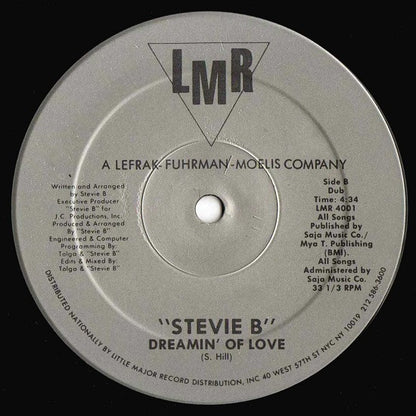 LMR
A LEFRAK-FUHRMAN-MOELIS COMPANY
Written and Arranged
by Stevie B
Executive Producer
"Stevie B" for
J.C. Productions, Inc.
Produced & Arranged
By "Stevie B"
Engineered & Computer
Programming By:
Tolga & "Stevie B"
Edm & Mixed By:
Tolga & "Stevie B"
Side B
Dub
Time: 4:34
LMR 4001
All Songs
Published by
Saja Music Co./
Myo T. Publishing
(BMI).
All Songs
Administered by
Saja Music Co.
33 1/3 RPM
"STEVIE B"
DREAMIN' OF LOVE
(S. Hill)
DISTRIBUTED NATIONALLY BY LITTLE MAJOR RECORD DISTRIBUTION, INC 40 WEST 57TH ST NYC NY 10019 212 586-3600